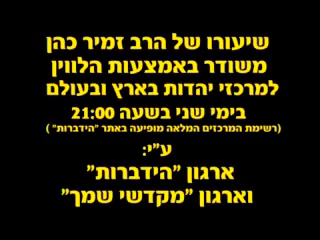 שיעורו של הרב זמיר כהן
משודר באמצעות הלווין
למרכזי יהדות בארץ ובעולם
בימי שני בשעה 21:00
(רשימת המרכזים המלאה מופיעה באתר "הידברות" )
ע"י:
ארגון "הידברות"
וארגון "מקדשי שמך"